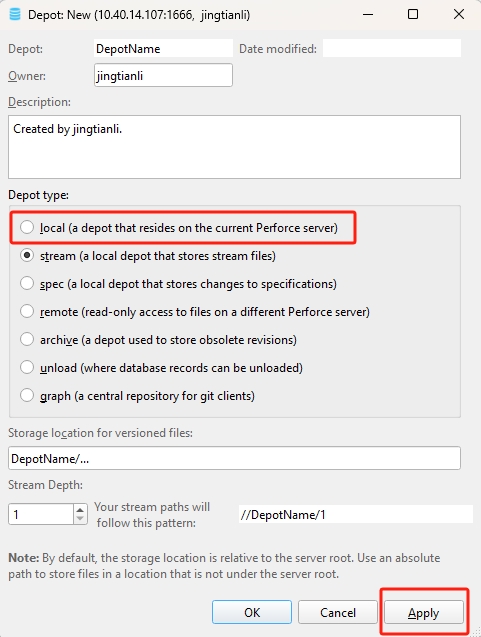 Depot: New (10.40.14.107:1666, jingtianli)
Depot: DepotName Date modified:
Owner: jingtianli
Description:
Created by jingtianli.
Depot type:
local (a depot that resides on the current Perforce server)
stream (a local depot that stores stream files)
spec (a local depot that stores changes to specifications)
remote (read-only access to files on a different Perforce server)
archive (a depot used to store obsolete revisions)
unload (where database records can be unloaded)
graph (a central repository for git clients)
Storage location for versioned files:
DepotName/...
Stream Depth:
1 Your stream paths will //DepotName/1
follow this pattern:
Note: By default, the storage location is relative to the server root. Use an absolute
path to store files in a location that is not under the server root.
OK Cancel Apply